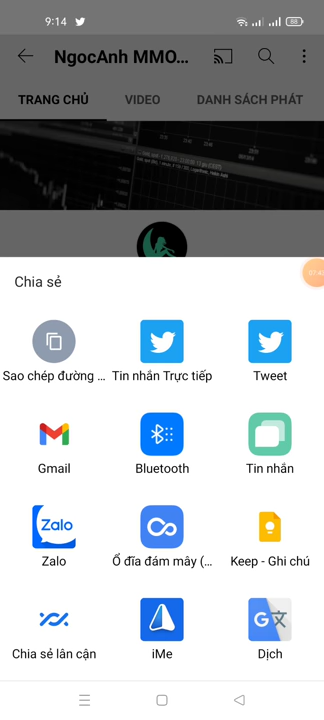 9:14
88
NgocAnh MMO...
TRANG CHỦ
VIDEO
DANH SÁCH PHÁT
Chia sẻ
Sao chép đường ...
Tin nhắn Trực tiếp
Tweet
Gmail
Bluetooth
Tin nhắn
Zalo
Zalo
Ổ đĩa đám mây (...
Keep - Ghi chú
Chia sẻ lân cận
iMe
G 文
Dịch